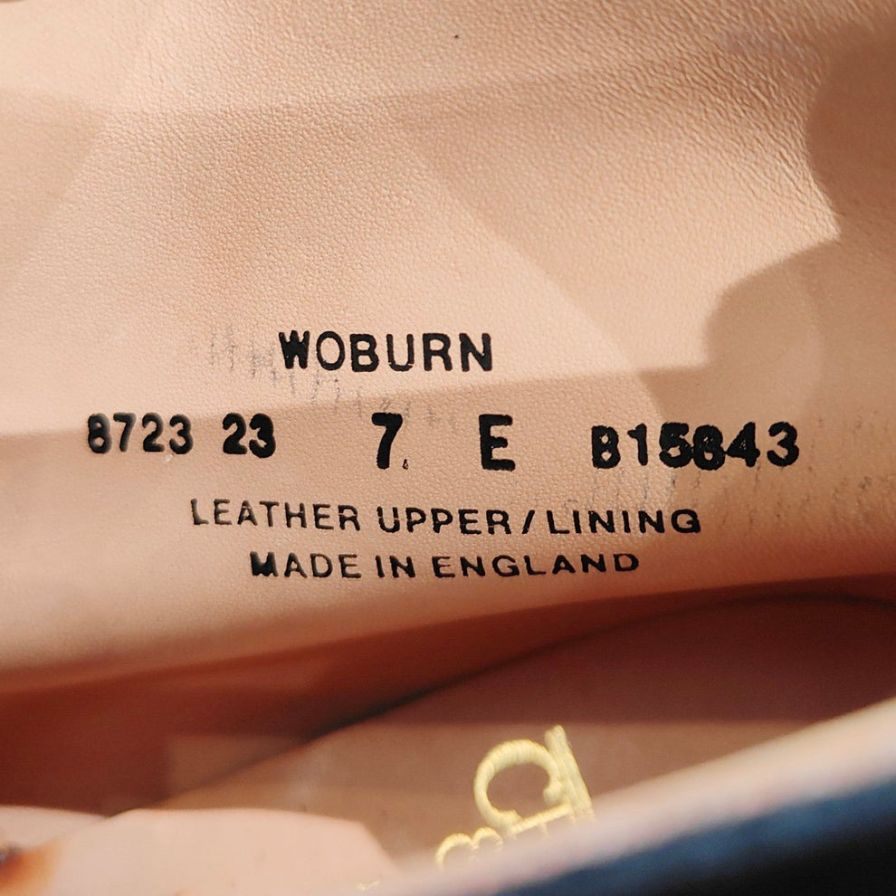 WOBURN
8723 23 7 E B15843
LEATHER UPPER/LINING
MADE IN ENGLAND